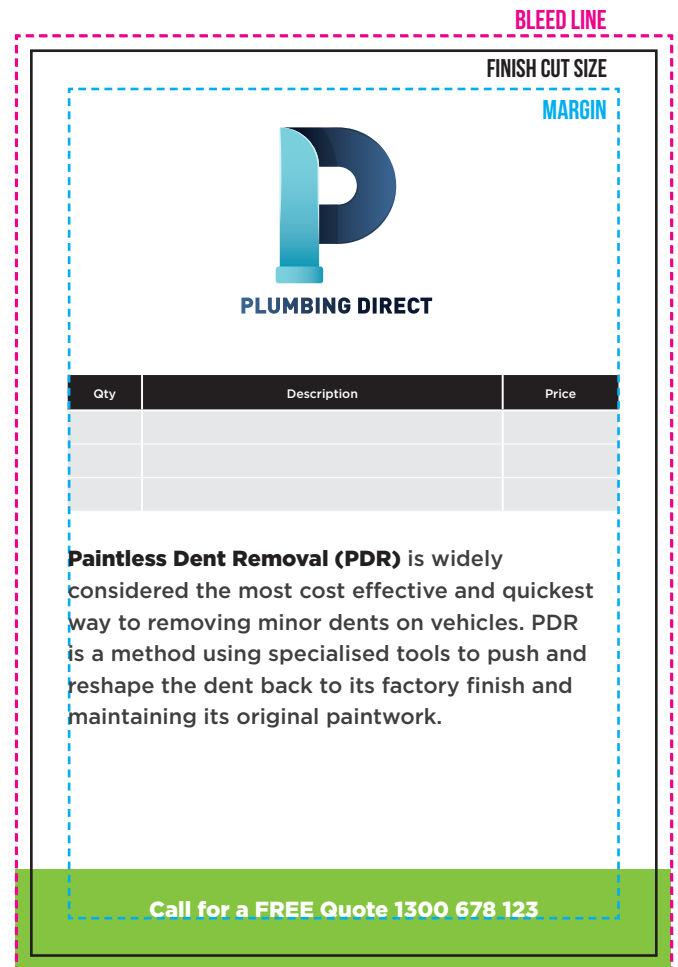 BLEED LINE
FINISH CUT SIZE
MARGIN
PLUMBING DIRECT
Qty Description Price
Paintless Dent Removal (PDR) is widely
considered the most cost effective and quickest
way to removing minor dents on vehicles. PDR
is a method using specialised tools to push and
reshape the dent back to its factory finish and
maintaining its original paintwork.
Call for a FREE Quote 1300 678 123